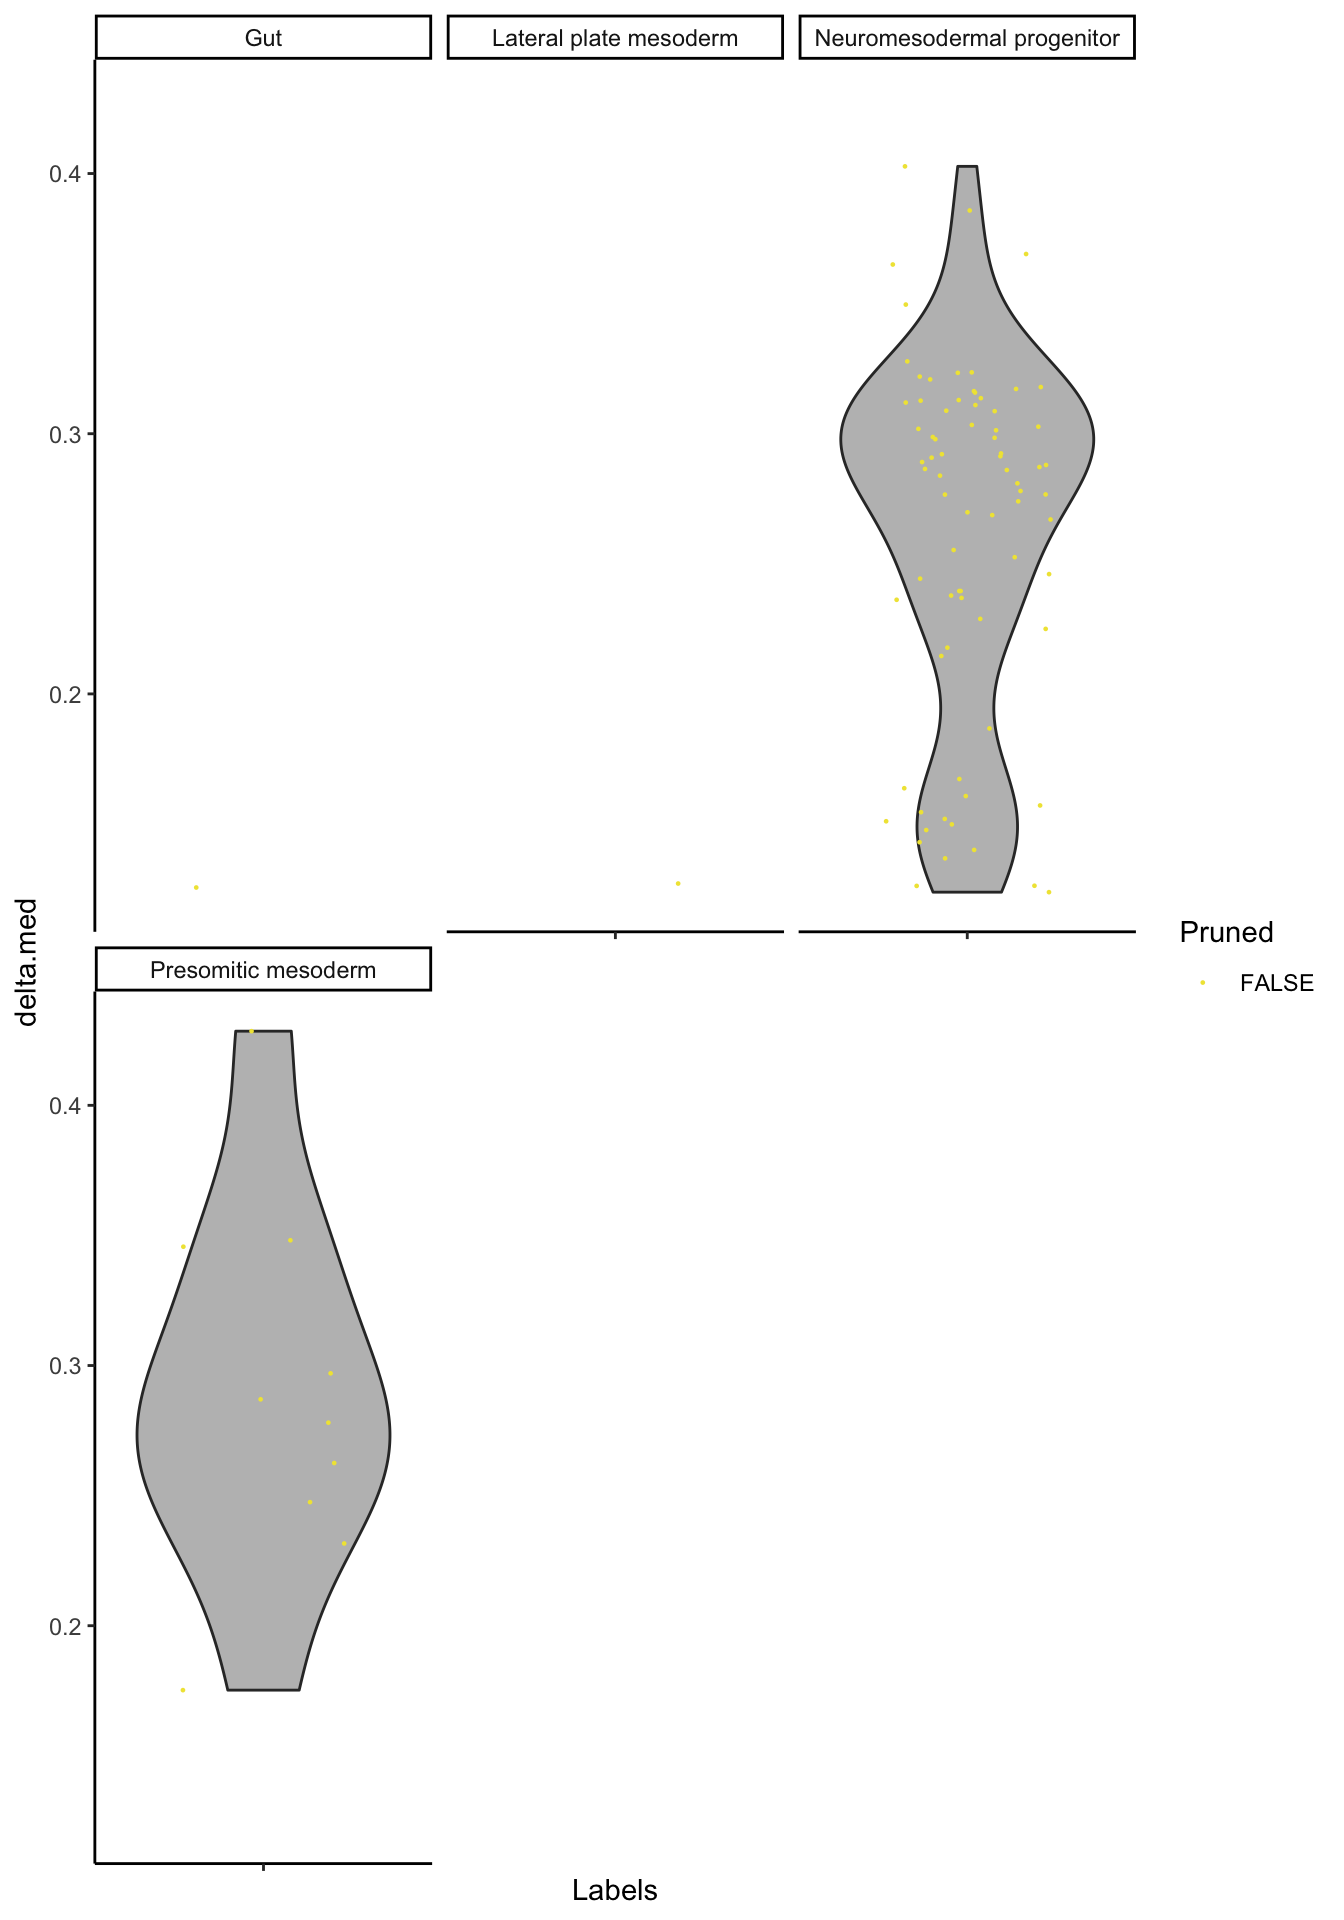 Gut
Lateral plate mesoderm
Neuromesodermal progenitor
0.4
0.3
0.2
delta.med
Pruned
FALSE
Presomitic mesoderm
0.4
0.3
0.2
Labels